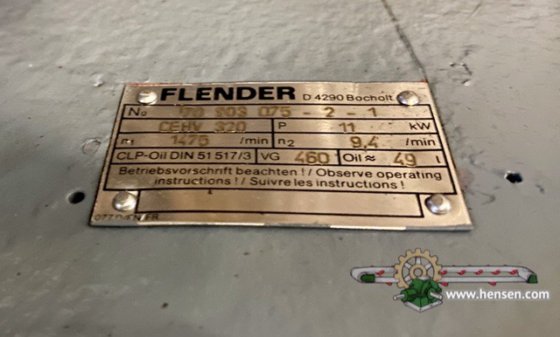 FLENDER D 4290 Bocholt
No 70 903 075 - 2 - 1
CEHV 320 P 11 kW
n1 1475 /min n2 9,4 /min
CLP-Oil DIN 51 517/3 VG 460 Oil ≈ 49 l
Betriebsvorschrift beachten! / Observe operating
instructions! / Suivre les instructions!
www.hensen.com